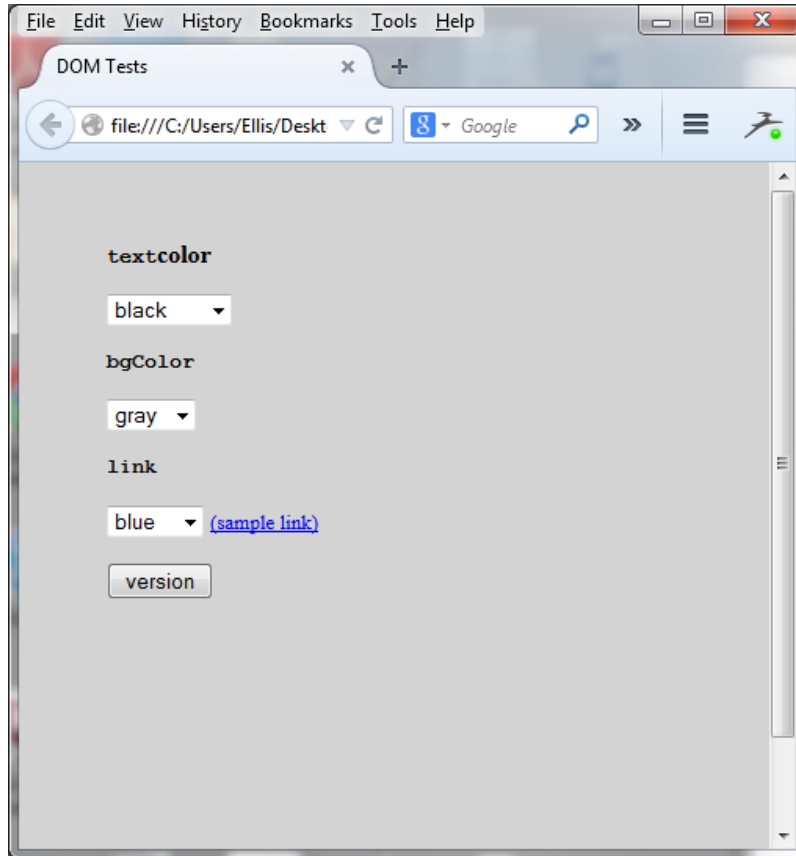 File Edit View History Bookmarks Tools Help
DOM Tests
file:///C:/Users/Ellis/Deskt 8 Google
textcolor
black
bgColor
gray
link
blue (sample link)
version